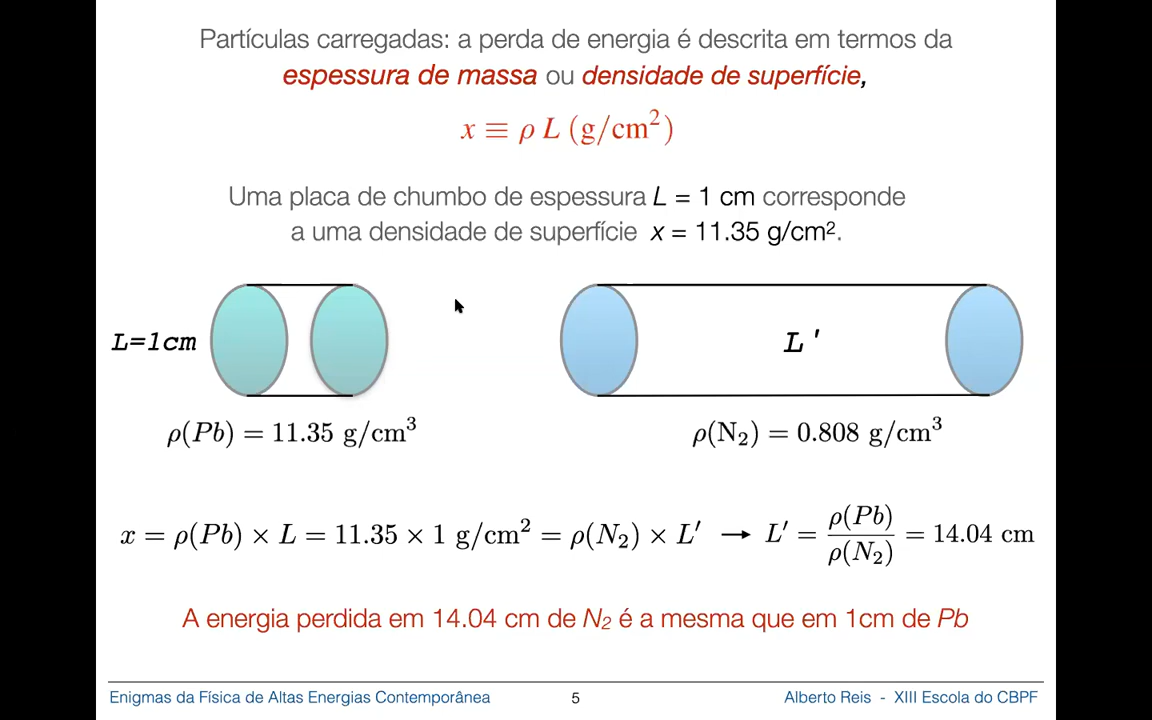 Partículas carregadas: a perda de energia é descrita em termos da
espessura de massa ou densidade de superfície,
x ≡ ρ L (g/cm²)
Uma placa de chumbo de espessura L = 1 cm corresponde
a uma densidade de superfície x = 11.35 g/cm².
L=1cm
L'
ρ(Pb) = 11.35 g/cm³
ρ(N₂) = 0.808 g/cm³
x = ρ(Pb) × L = 11.35 × 1 g/cm² = ρ(N₂) × L′ → L′ = ρ(Pb)/ρ(N₂) = 14.04 cm
A energia perdida em 14.04 cm de N₂ é a mesma que em 1cm de Pb
Enigmas da Física de Altas Energias Contemporânea
5
Alberto Reis - XIII Escola do CBPF